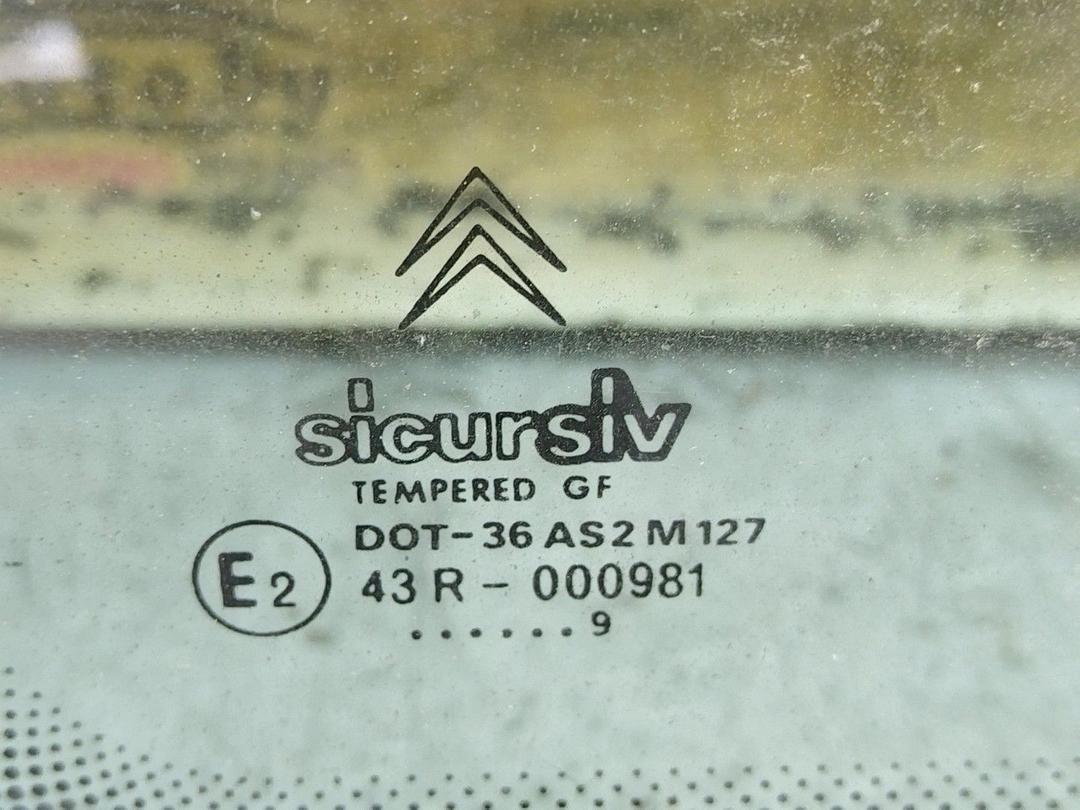 sicursiv
TEMPERED GF
DOT-36 AS2 M127
E2
43 R - 000981
. . . . . . . 9